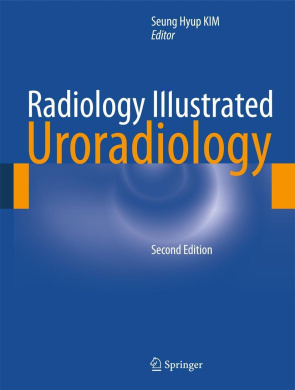 Seung Hyup KIM
Editor
Radiology Illustrated
Uroradiology
Second Edition
Springer